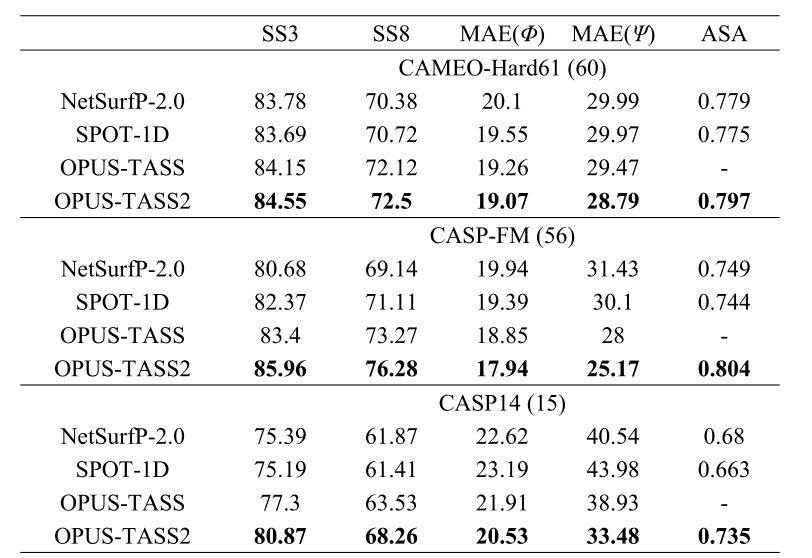 SS3 SS8 MAE(Φ) MAE(Ψ) ASA
CAMEO-Hard61 (60)
NetSurfP-2.0 83.78 70.38 20.1 29.99 0.779
SPOT-1D 83.69 70.72 19.55 29.97 0.775
OPUS-TASS 84.15 72.12 19.26 29.47 -
OPUS-TASS2 84.55 72.5 19.07 28.79 0.797
CASP-FM (56)
NetSurfP-2.0 80.68 69.14 19.94 31.43 0.749
SPOT-1D 82.37 71.11 19.39 30.1 0.744
OPUS-TASS 83.4 73.27 18.85 28 -
OPUS-TASS2 85.96 76.28 17.94 25.17 0.804
CASP14 (15)
NetSurfP-2.0 75.39 61.87 22.62 40.54 0.68
SPOT-1D 75.19 61.41 23.19 43.98 0.663
OPUS-TASS 77.3 63.53 21.91 38.93 -
OPUS-TASS2 80.87 68.26 20.53 33.48 0.735